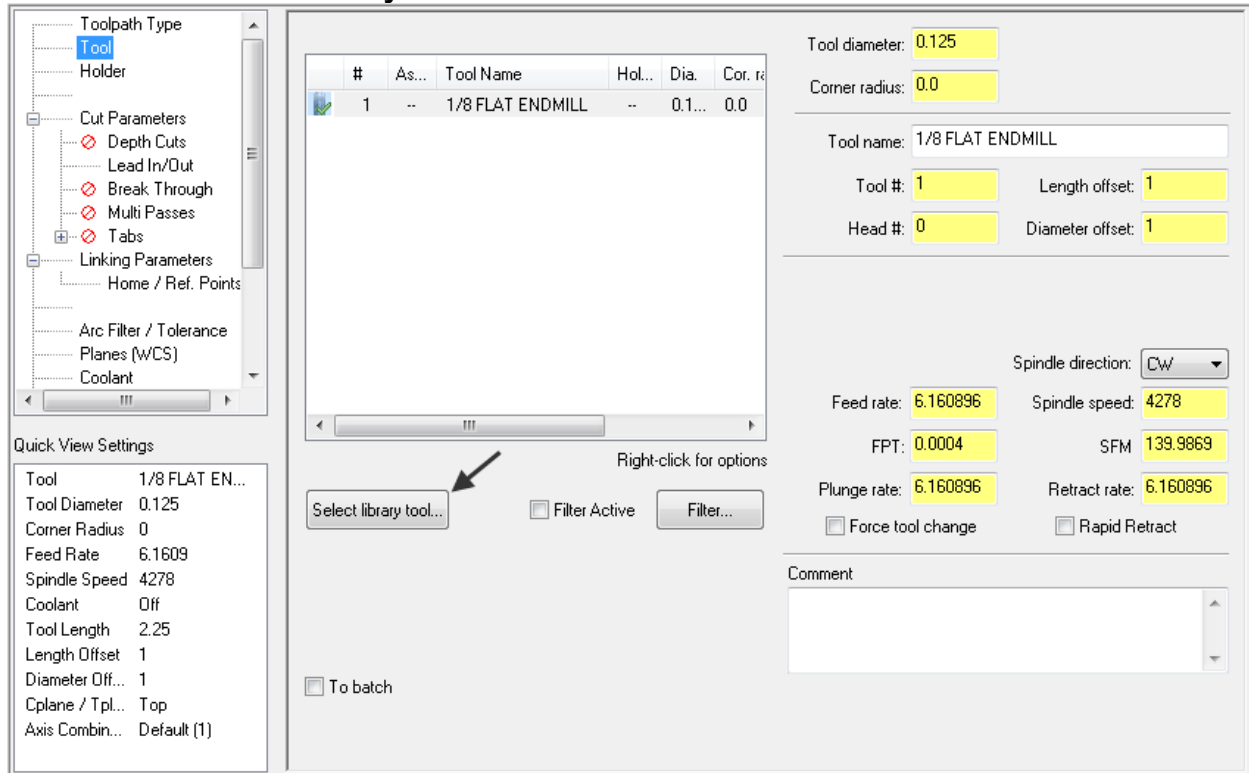 Toolpath Type
Tool
Holder
Cut Parameters
Depth Cuts
Lead In/Out
Break Through
Multi Passes
Tabs
Linking Parameters
Home / Ref. Points
Arc Filter / Tolerance
Planes (WCS)
Coolant
Quick View Settings
Tool 1/8 FLAT EN...
Tool Diameter 0.125
Corner Radius 0
Feed Rate 6.1609
Spindle Speed 4278
Coolant Off
Tool Length 2.25
Length Offset 1
Diameter Off... 1
Cplane / Tpl... Top
Axis Combin... Default (1)
# As... Tool Name Hol... Dia. Cor. ra
1 -- 1/8 FLAT ENDMILL -- 0.1... 0.0
Right-click for options
Select library tool... Filter Active Filter...
To batch
Tool diameter: 0.125
Corner radius: 0.0
Tool name: 1/8 FLAT ENDMILL
Tool #: 1 Length offset: 1
Head #: 0 Diameter offset: 1
Spindle direction: CW
Feed rate: 6.160896 Spindle speed: 4278
FPT: 0.0004 SFM 139.9869
Plunge rate: 6.160896 Retract rate: 6.160896
Force tool change Rapid Retract
Comment